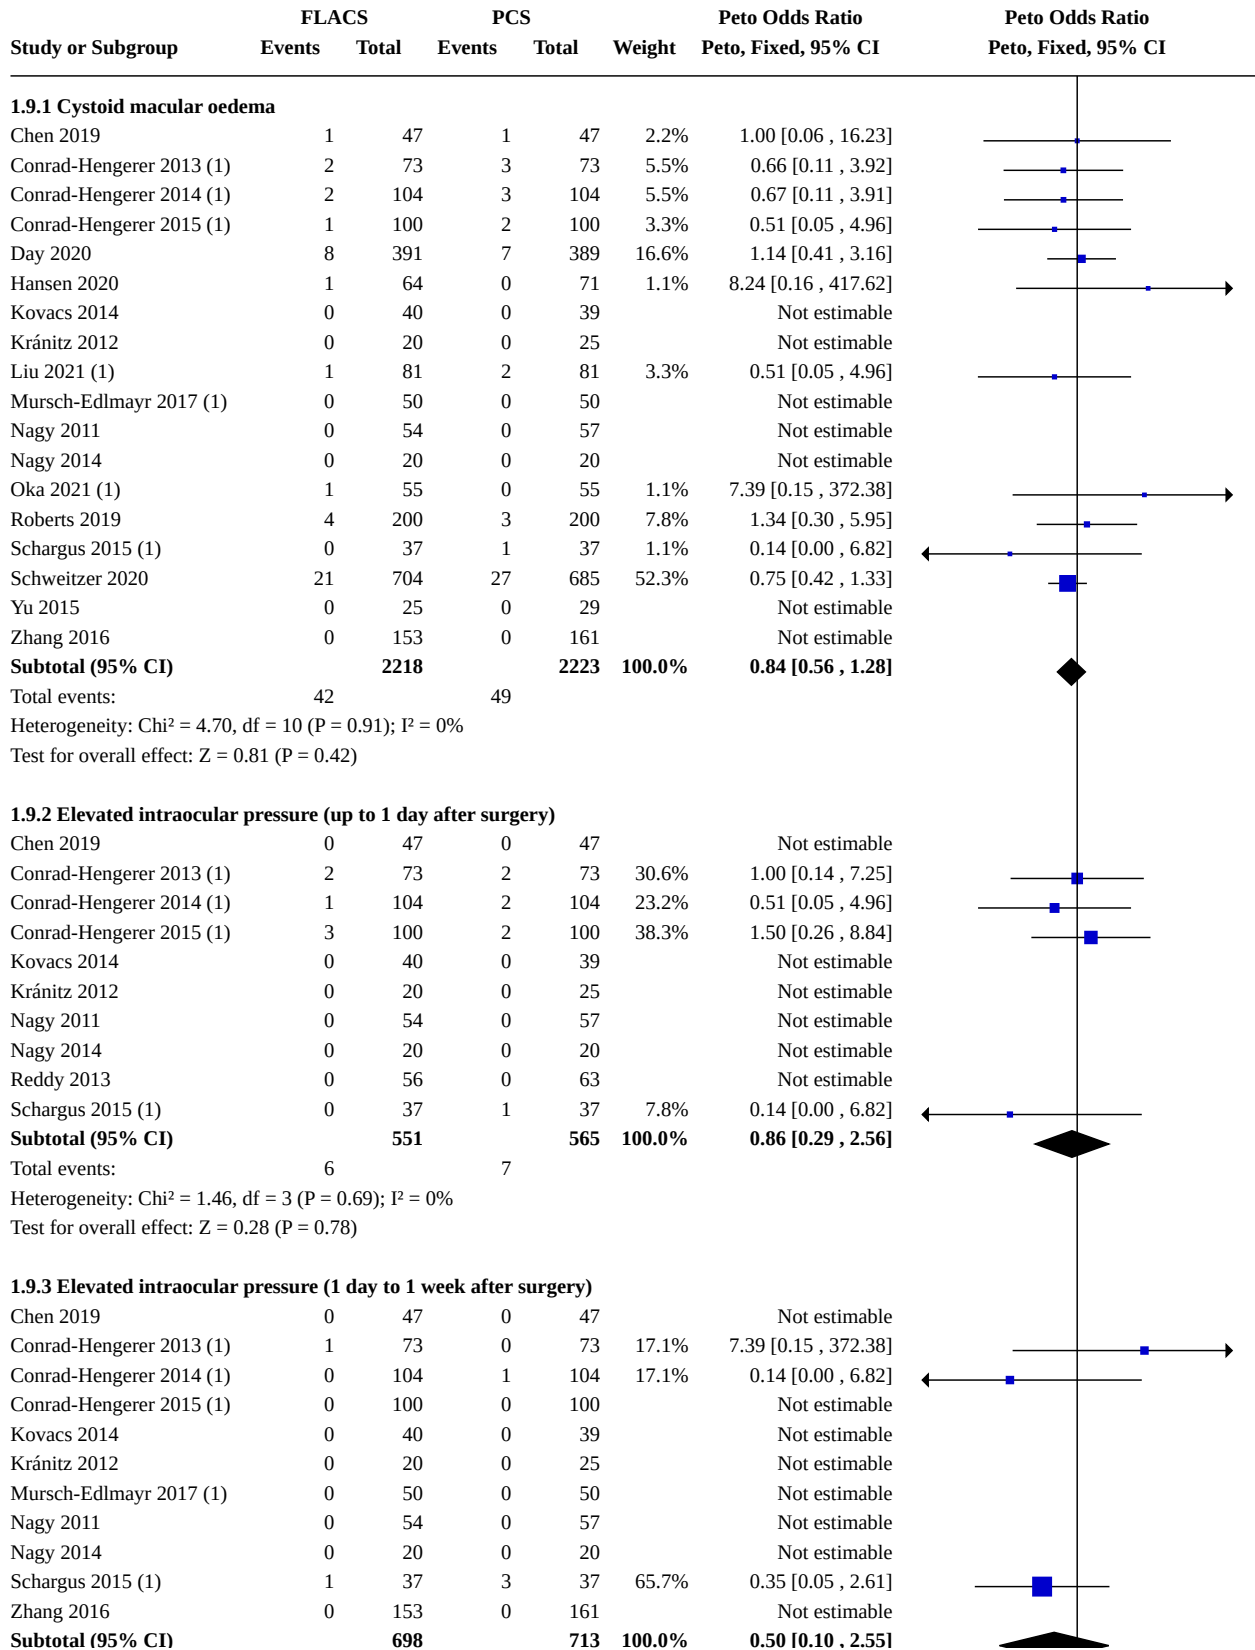 FLACS PCS Peto Odds Ratio Peto Odds Ratio
Study or Subgroup Events Total Events Total Weight Peto, Fixed, 95% CI Peto, Fixed, 95% CI
1.9.1 Cystoid macular oedema
Chen 2019 1 47 1 47 2.2% 1.00 [0.06 , 16.23]
Conrad-Hengerer 2013 (1) 2 73 3 73 5.5% 0.66 [0.11 , 3.92]
Conrad-Hengerer 2014 (1) 2 104 3 104 5.5% 0.67 [0.11 , 3.91]
Conrad-Hengerer 2015 (1) 1 100 2 100 3.3% 0.51 [0.05 , 4.96]
Day 2020 8 391 7 389 16.6% 1.14 [0.41 , 3.16]
Hansen 2020 1 64 0 71 1.1% 8.24 [0.16 , 417.62]
Kovacs 2014 0 40 0 39 Not estimable
Kránitz 2012 0 20 0 25 Not estimable
Liu 2021 (1) 1 81 2 81 3.3% 0.51 [0.05 , 4.96]
Mursch-Edlmayr 2017 (1) 0 50 0 50 Not estimable
Nagy 2011 0 54 0 57 Not estimable
Nagy 2014 0 20 0 20 Not estimable
Oka 2021 (1) 1 55 0 55 1.1% 7.39 [0.15 , 372.38]
Roberts 2019 4 200 3 200 7.8% 1.34 [0.30 , 5.95]
Schargus 2015 (1) 0 37 1 37 1.1% 0.14 [0.00 , 6.82]
Schweitzer 2020 21 704 27 685 52.3% 0.75 [0.42 , 1.33]
Yu 2015 0 25 0 29 Not estimable
Zhang 2016 0 153 0 161 Not estimable
Subtotal (95% CI) 2218 2223 100.0% 0.84 [0.56 , 1.28]
Total events: 42 49
Heterogeneity: Chi² = 4.70, df = 10 (P = 0.91); I² = 0%
Test for overall effect: Z = 0.81 (P = 0.42)
1.9.2 Elevated intraocular pressure (up to 1 day after surgery)
Chen 2019 0 47 0 47 Not estimable
Conrad-Hengerer 2013 (1) 2 73 2 73 30.6% 1.00 [0.14 , 7.25]
Conrad-Hengerer 2014 (1) 1 104 2 104 23.2% 0.51 [0.05 , 4.96]
Conrad-Hengerer 2015 (1) 3 100 2 100 38.3% 1.50 [0.26 , 8.84]
Kovacs 2014 0 40 0 39 Not estimable
Kránitz 2012 0 20 0 25 Not estimable
Nagy 2011 0 54 0 57 Not estimable
Nagy 2014 0 20 0 20 Not estimable
Reddy 2013 0 56 0 63 Not estimable
Schargus 2015 (1) 0 37 1 37 7.8% 0.14 [0.00 , 6.82]
Subtotal (95% CI) 551 565 100.0% 0.86 [0.29 , 2.56]
Total events: 6 7
Heterogeneity: Chi² = 1.46, df = 3 (P = 0.69); I² = 0%
Test for overall effect: Z = 0.28 (P = 0.78)
1.9.3 Elevated intraocular pressure (1 day to 1 week after surgery)
Chen 2019 0 47 0 47 Not estimable
Conrad-Hengerer 2013 (1) 1 73 0 73 17.1% 7.39 [0.15 , 372.38]
Conrad-Hengerer 2014 (1) 0 104 1 104 17.1% 0.14 [0.00 , 6.82]
Conrad-Hengerer 2015 (1) 0 100 0 100 Not estimable
Kovacs 2014 0 40 0 39 Not estimable
Kránitz 2012 0 20 0 25 Not estimable
Mursch-Edlmayr 2017 (1) 0 50 0 50 Not estimable
Nagy 2011 0 54 0 57 Not estimable
Nagy 2014 0 20 0 20 Not estimable
Schargus 2015 (1) 1 37 3 37 65.7% 0.35 [0.05 , 2.61]
Zhang 2016 0 153 0 161 Not estimable
Subtotal (95% CI) 698 713 100.0% 0.50 [0.10 , 2.55]